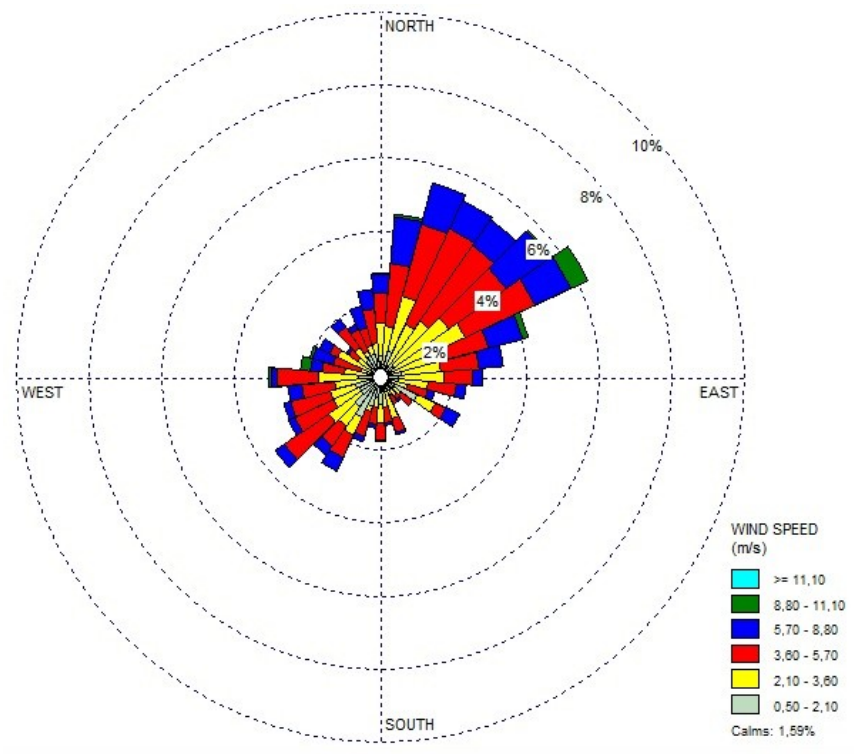 NORTH
10%
8%
6%
4%
2%
WEST
EAST
WIND SPEED
(m/s)
>= 11,10
8,80 - 11,10
5,70 - 8,80
3,60 - 5,70
2,10 - 3,60
0,50 - 2,10
Calms: 1,59%
SOUTH